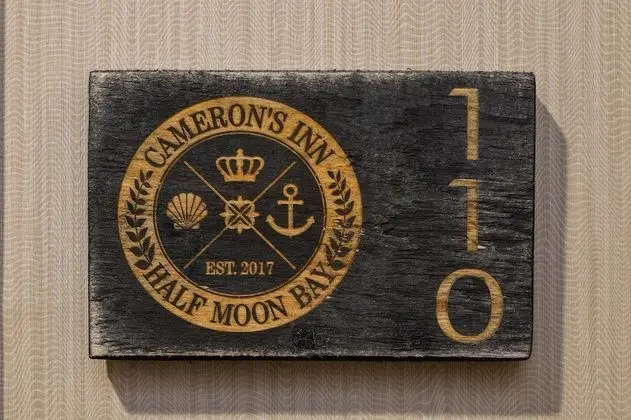 CAMERON'S INN
EST. 2017
HALF MOON BAY
110